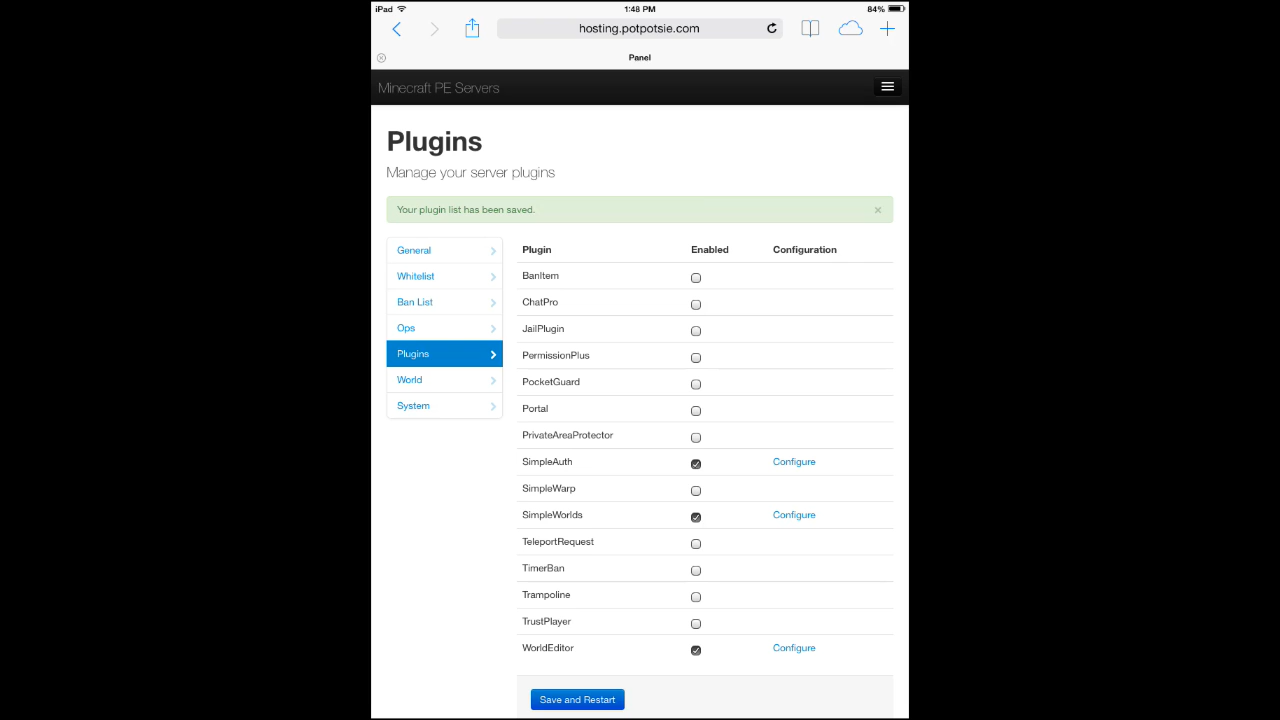 iPad 1:48 PM 84%
hosting.potpotsie.com
Panel
Minecraft PE Servers
Plugins
Manage your server plugins
Your plugin list has been saved. ×
General
Whitelist
Ban List
Ops
Plugins
World
System
Plugin Enabled Configuration
BanItem
ChatPro
JailPlugin
PermissionPlus
PocketGuard
Portal
PrivateAreaProtector
SimpleAuth Configure
SimpleWarp
SimpleWorlds Configure
TeleportRequest
TimerBan
Trampoline
TrustPlayer
WorldEditor Configure
Save and Restart